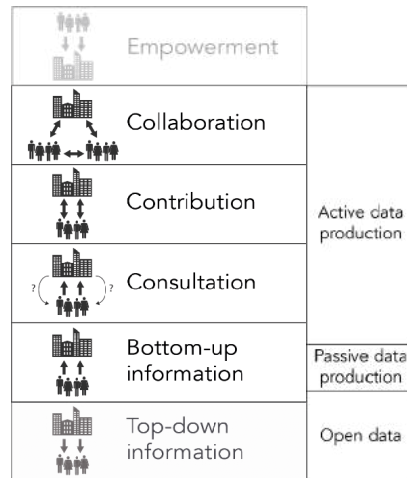 Empowerment
Collaboration
Contribution
Active data
production
? ?
Consultation
Bottom-up
information
Passive data
production
Top-down
information
Open data